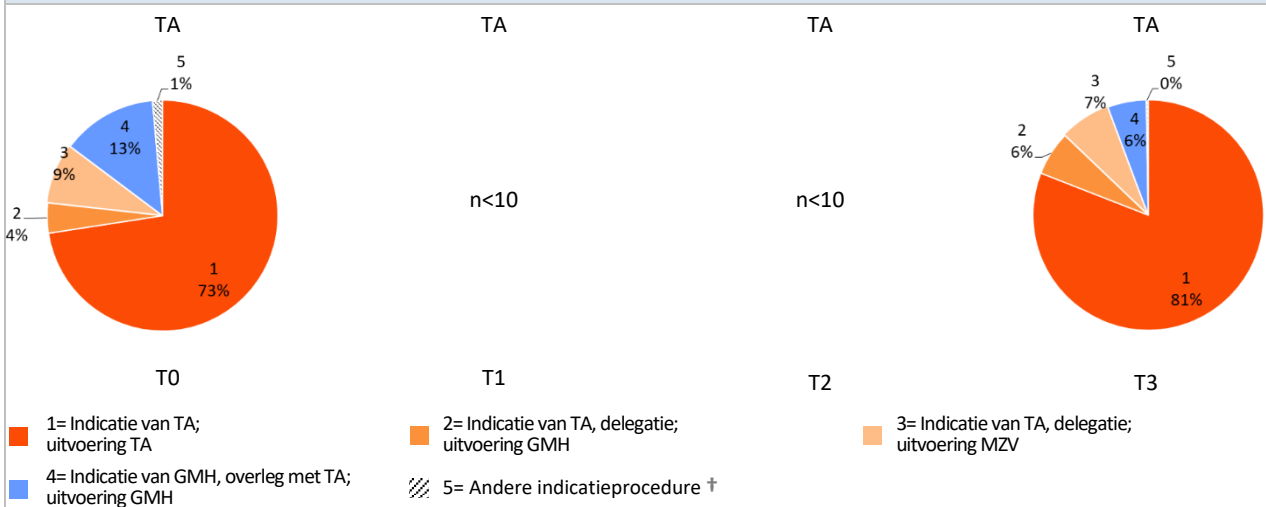 TA TA TA TA
5
1%
4
13%
3
9%
2
4%
1
73%
n<10
n<10
5
0%
4
6%
3
7%
2
6%
1
81%
T0 T1 T2 T3
1= Indicatie van TA;
uitvoering TA
2= Indicatie van TA, delegatie;
uitvoering GMH
3= Indicatie van TA, delegatie;
uitvoering MZV
4= Indicatie van GMH, overleg met TA;
uitvoering GMH
5= Andere indicatieprocedure †